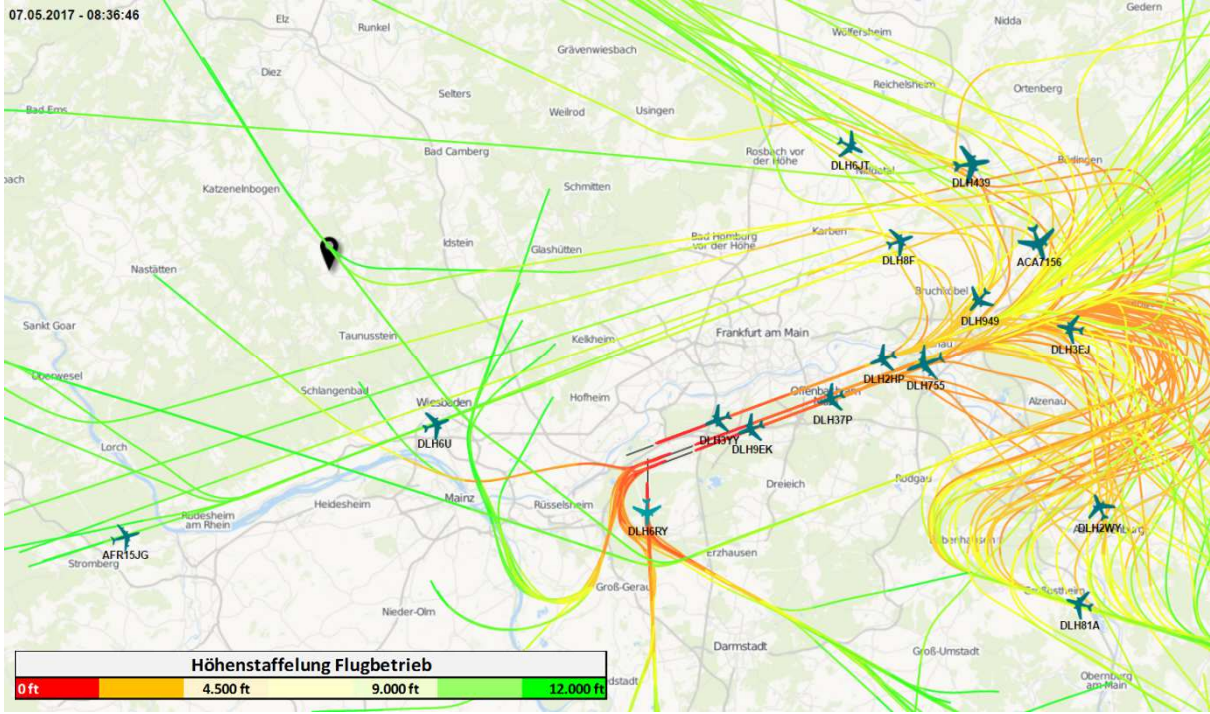 07.05.2017 - 08:36:46
Gedern
Elz
Runkel
Nidda
Wölfersheim
Grävenwiesbach
Diez
Selters
Reichelsheim
Ortenberg
Bad Ems
Weilrod
Usingen
Bad Camberg
Rosbach vor
der Höhe
DLH6JT
Niddatal
DLH439
Büdingen
Katzenelnbogen
Schmitten
Idstein
Glashütten
Bad Homburg
vor der Höhe
Karben
DLH8F
ACA7156
Nastätten
Bruchköbel
DLH949
Sankt Goar
Taunusstein
Kelkheim
Frankfurt am Main
DLH3EJ
Oberwesel
DLH2HP
DLH755
Schlangenbad
Wiesbaden
Hofheim
Offenbach am
DLH37P
Alzenau
DLH6U
DLH3YY
DLH9EK
Lorch
Heidesheim
Mainz
Rüsselsheim
Dreieich
Rodgau
Rüdesheim
am Rhein
DLH6RY
DLH2WY
AFR15JG
Stromberg
Erzhausen
Babenhausen
Groß-Gerau
Großostheim
DLH81A
Nieder-Olm
Darmstadt
Groß-Umstadt
Obernburg
am Main
Höhenstaffelung Flugbetrieb
0 ft 4.500 ft 9.000 ft 12.000 ft